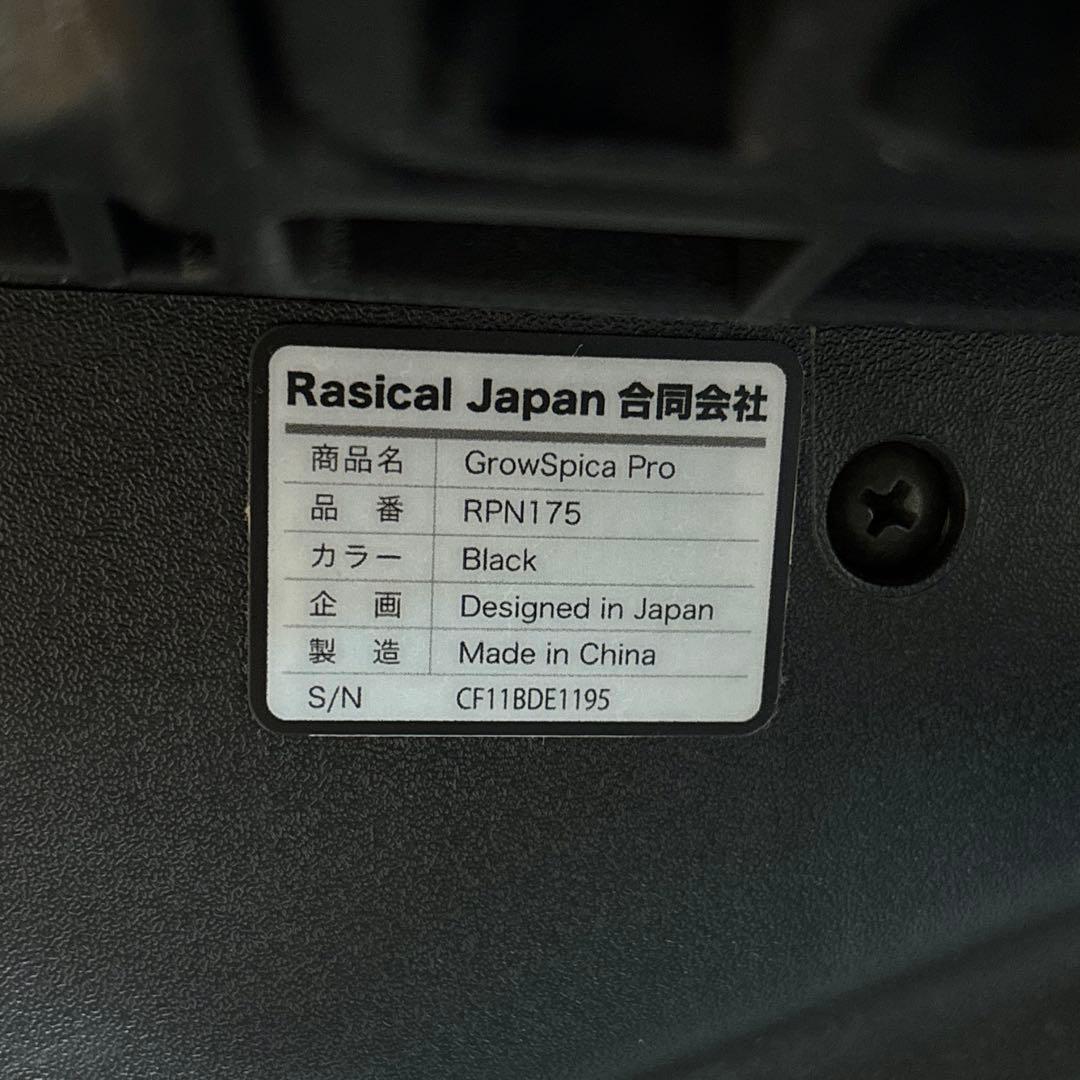 Rasical Japan 合同会社
商品名 GrowSpica Pro
品 番 RPN175
カラー Black
企 画 Designed in Japan
製 造 Made in China
S/N CF11BDE1195